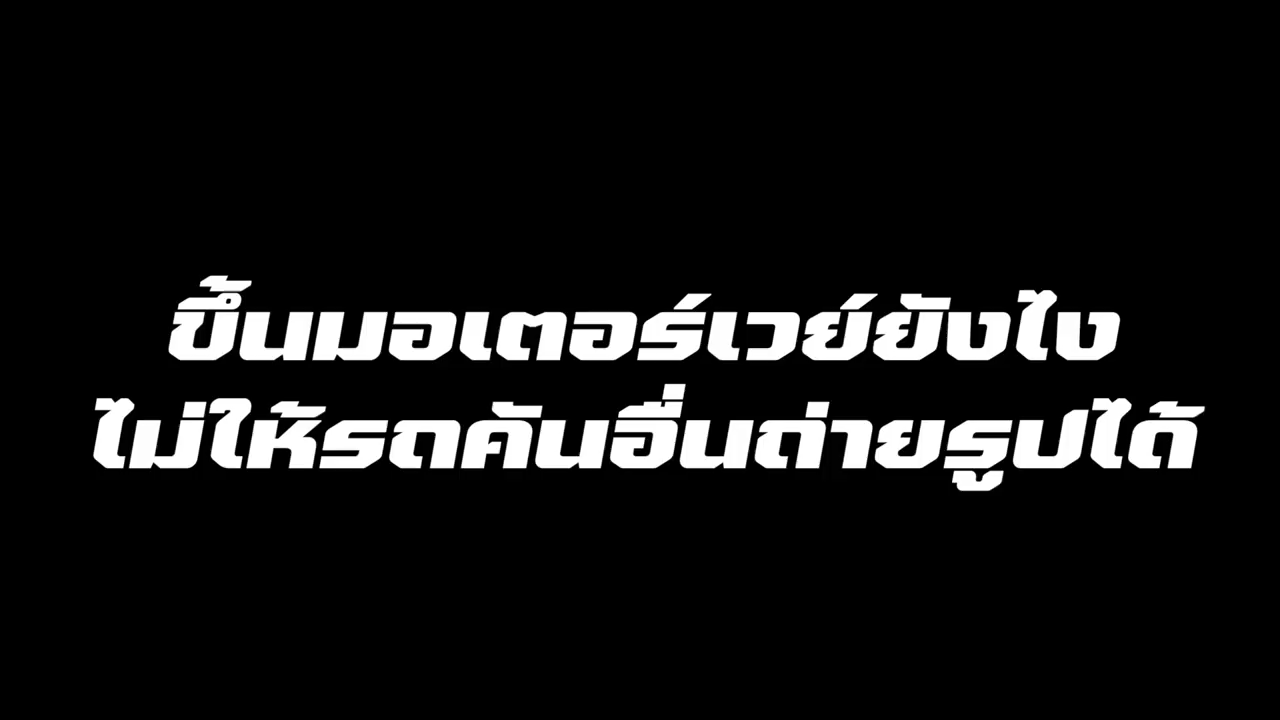 ขึ้นมอเตอร์เวย์ยังไง
ไม่ให้รถคันอื่นถ่ายรูปได้